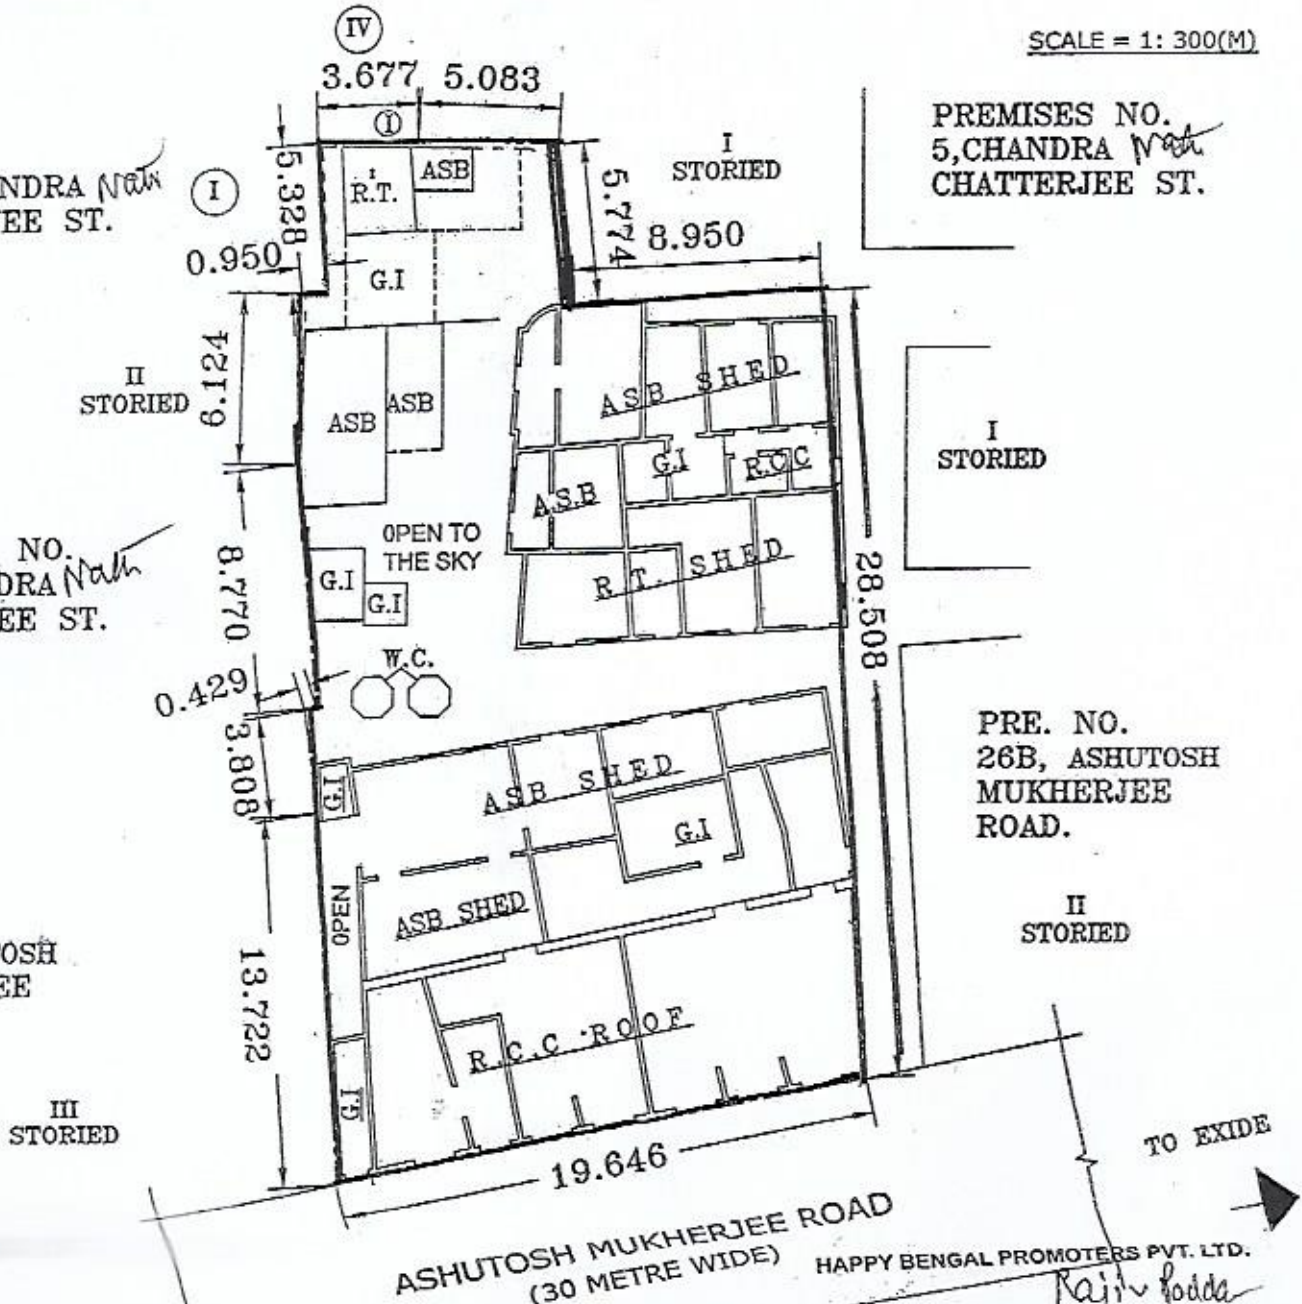 IV
SCALE = 1: 300(M)
3.677 5.083
I
PREMISES NO.
5,CHANDRA Nath
CHATTERJEE ST.
I
STORIED
NDRA Nath
EE ST.
I
5.328
R.T.
ASB
5.774
8.950
0.950
G.I
6.124
II
STORIED
ASB
ASB
ASB SHED
I
STORIED
G.I
R.C.C
A.S.B
OPEN TO
THE SKY
NO.
DRA Nath
EE ST.
8.770
G.I
G.I
R.T. SHED
28.508
W.C.
0.429
3.808
G.I
ASB SHED
G.I
PRE. NO.
26B, ASHUTOSH
MUKHERJEE
ROAD.
OPEN
ASB SHED
II
STORIED
OSH
EE
13.722
R.C.C ROOF
G.I
III
STORIED
19.646
TO EXIDE
ASHUTOSH MUKHERJEE ROAD
(30 METRE WIDE)
HAPPY BENGAL PROMOTERS PVT. LTD.